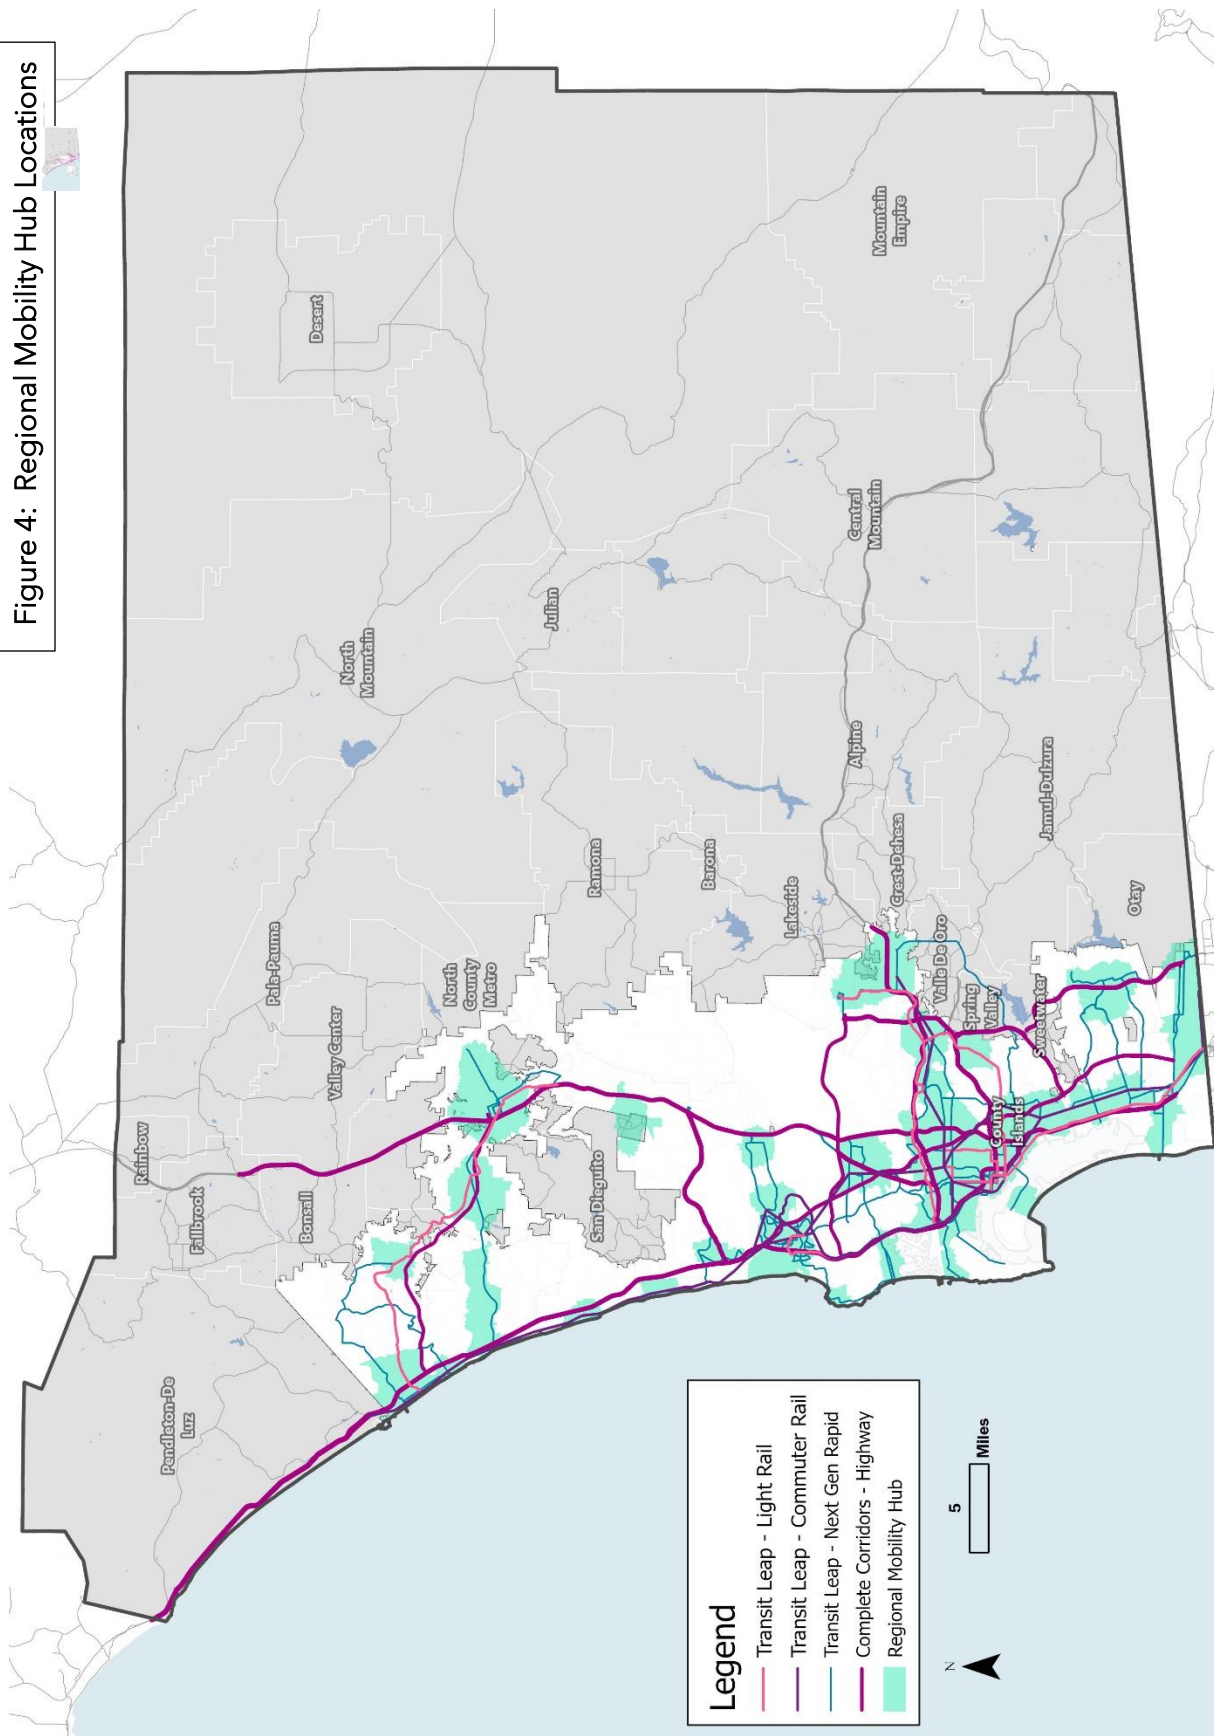 Figure 4: Regional Mobility Hub Locations
Rainbow
Fallbrook
Pendleton-De
Luz
Bonsall
Pala-Pauma
Valley Center
North
Mountain
Desert
North
County
Metro
Julian
San Dieguito
Ramona
Barona
Lakeside
Alpine
Central
Mountain
Mountain
Empire
Crest-Dehesa
Valle De Oro
Spring
Valley
County
Islands
Sweetwater
Jamul-Dulzura
Otay
Legend
Transit Leap - Light Rail
Transit Leap - Commuter Rail
Transit Leap - Next Gen Rapid
Complete Corridors - Highway
Regional Mobility Hub
N
5
Miles